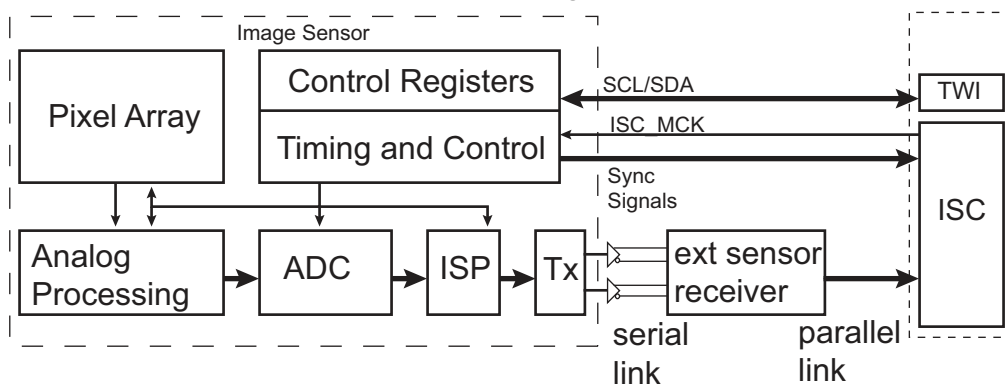 Image Sensor
Pixel Array
Control Registers
Timing and Control
SCL/SDA
TWI
ISC_MCK
Sync
Signals
ISC
Analog
Processing
ADC
ISP
Tx
ext sensor
receiver
serial
link
parallel
link